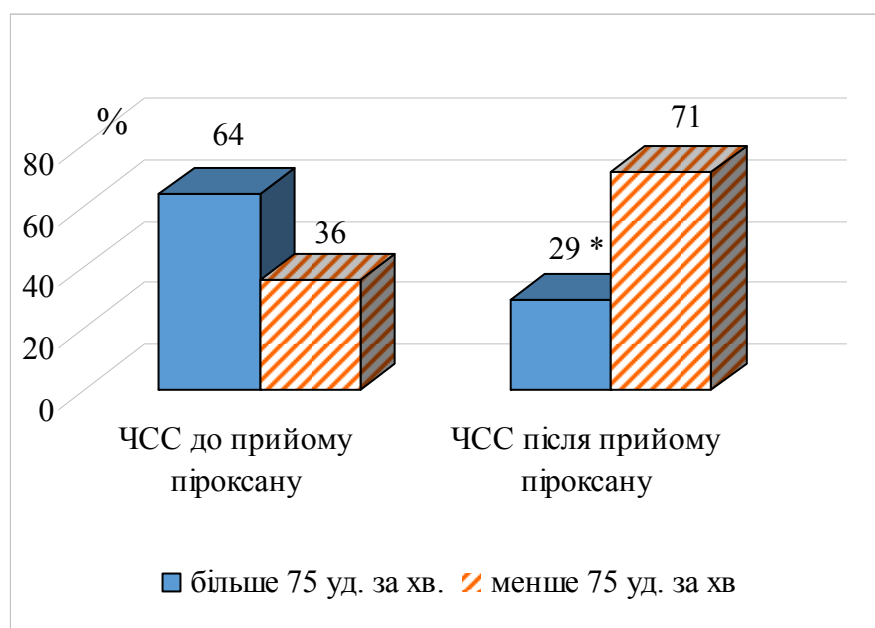 %
80
60
40
20
0
64
36
29 *
71
ЧСС до прийому
піроксану
ЧСС після прийому
піроксану
більше 75 уд. за хв.
менше 75 уд. за хв